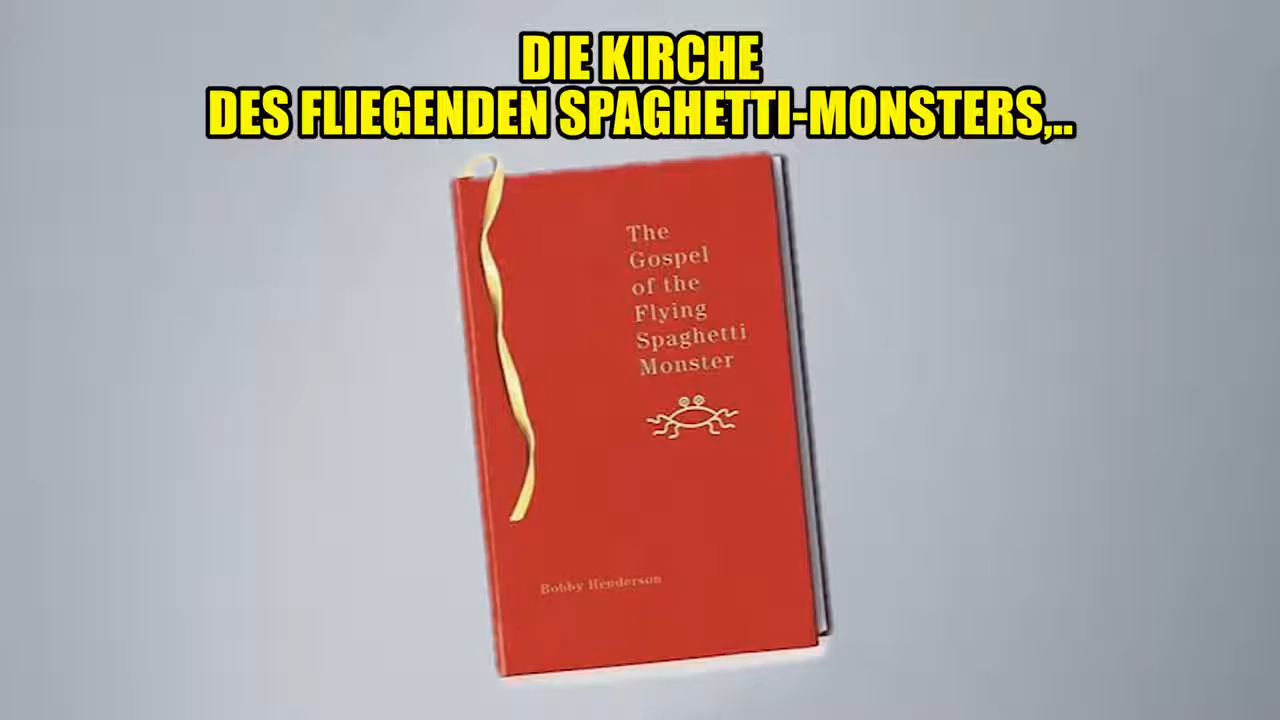 DIE KIRCHE
DES FLIEGENDEN SPAGHETTI-MONSTERS,..
The
Gospel
of the
Flying
Spaghetti
Monster
Bobby Henderson